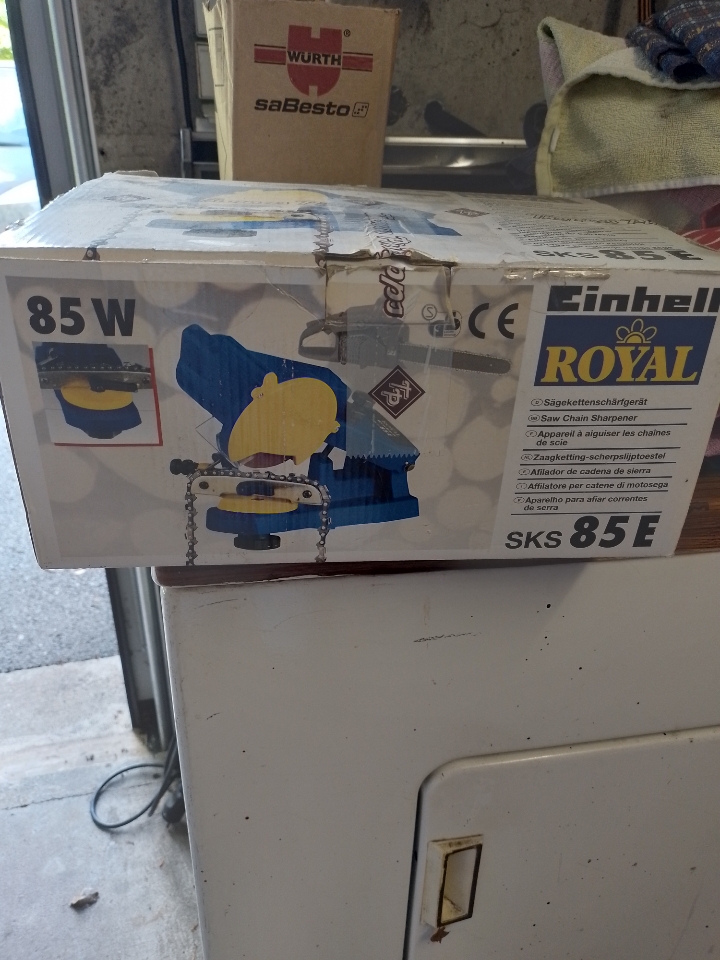 WÜRTH®
saBesto
SKS 85 E
85 W
CE
Einhell
ROYAL
Sägekettenschärfgerät
Saw Chain Sharpener
Appareil à aiguiser les chaînes
de scie
Zaagketting-scherpslijptoestel
Afilador de cadena de sierra
Affilatore per catene di motosega
Aparelho para afiar correntes
de serra
SKS 85 E